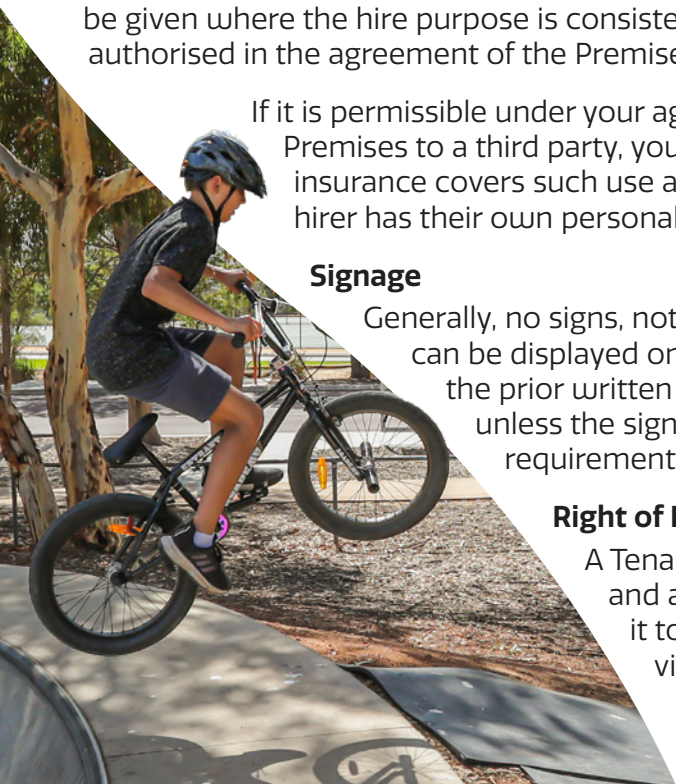 be given where the hire purpose is consiste
authorised in the agreement of the Premise
If it is permissible under your ag
Premises to a third party, you
insurance covers such use a
hirer has their own personal
Signage
Generally, no signs, not
can be displayed or
the prior written
unless the sign
requirement
Right of
A Tena
and a
it to
vi